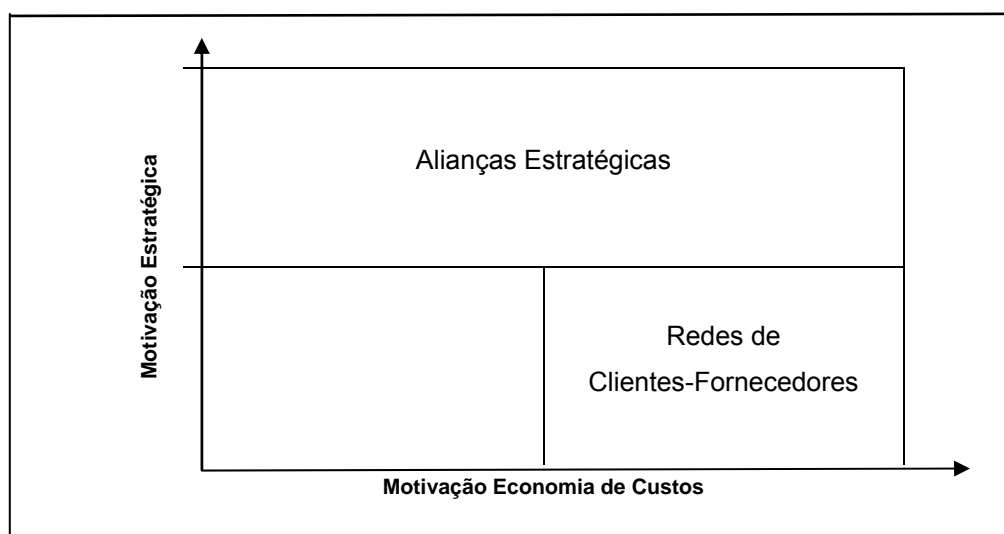 Motivação Estratégica
Alianças Estratégicas
Redes de
Clientes-Fornecedores
Motivação Economia de Custos